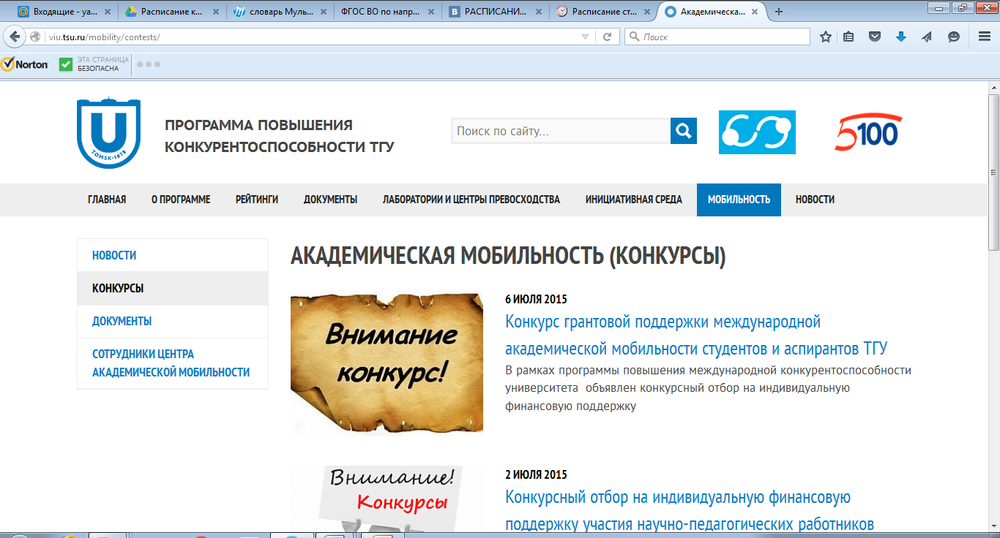 Входящие - ya...
Расписание к...
словарь Муль...
ФГОС ВО по напр...
В РАСПИСАНИ...
Расписание ст...
Академическа...
viu.tsu.ru/mobility/contests/
Поиск
Norton
ЭТА СТРАНИЦА
БЕЗОПАСНА
U
TOMSK·1878
ПРОГРАММА ПОВЫШЕНИЯ
КОНКУРЕНТОСПОСОБНОСТИ ТГУ
Поиск по сайту...
5100
ГЛАВНАЯ О ПРОГРАММЕ РЕЙТИНГИ ДОКУМЕНТЫ ЛАБОРАТОРИИ И ЦЕНТРЫ ПРЕВОСХОДСТВА ИНИЦИАТИВНАЯ СРЕДА МОБИЛЬНОСТЬ НОВОСТИ
НОВОСТИ
КОНКУРСЫ
ДОКУМЕНТЫ
СОТРУДНИКИ ЦЕНТРА
АКАДЕМИЧЕСКОЙ МОБИЛЬНОСТИ
АКАДЕМИЧЕСКАЯ МОБИЛЬНОСТЬ (КОНКУРСЫ)
Внимание
конкурс!
6 ИЮЛЯ 2015
Конкурс грантовой поддержки международной
академической мобильности студентов и аспирантов ТГУ
В рамках программы повышения международной конкурентоспособности
университета объявлен конкурсный отбор на индивидуальную
финансовую поддержку
Внимание!
Конкурсы
2 ИЮЛЯ 2015
Конкурсный отбор на индивидуальную финансовую
поддержку участия научно-педагогических работников